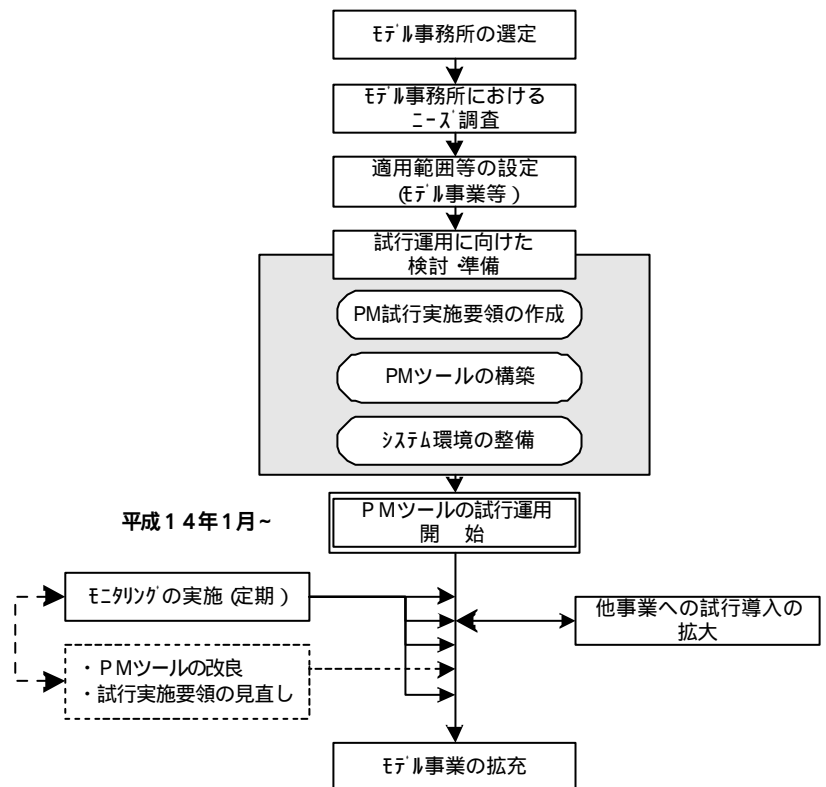 ﾓﾃﾞﾙ事務所の選定
ﾓﾃﾞﾙ事務所における
ﾆｰｽﾞ調査
適用範囲等の設定
(ﾓﾃﾞﾙ事業等)
試行運用に向けた
検討・準備
PM試行実施要領の作成
PMツールの構築
ｼｽﾃﾑ環境の整備
平成１４年1月~
ＰＭツールの試行運用
開　始
ﾓﾆﾀﾘﾝｸﾞの実施(定期)
他事業への試行導入の
拡大
・ＰＭツールの改良
・試行実施要領の見直し
ﾓﾃﾞﾙ事業の拡充